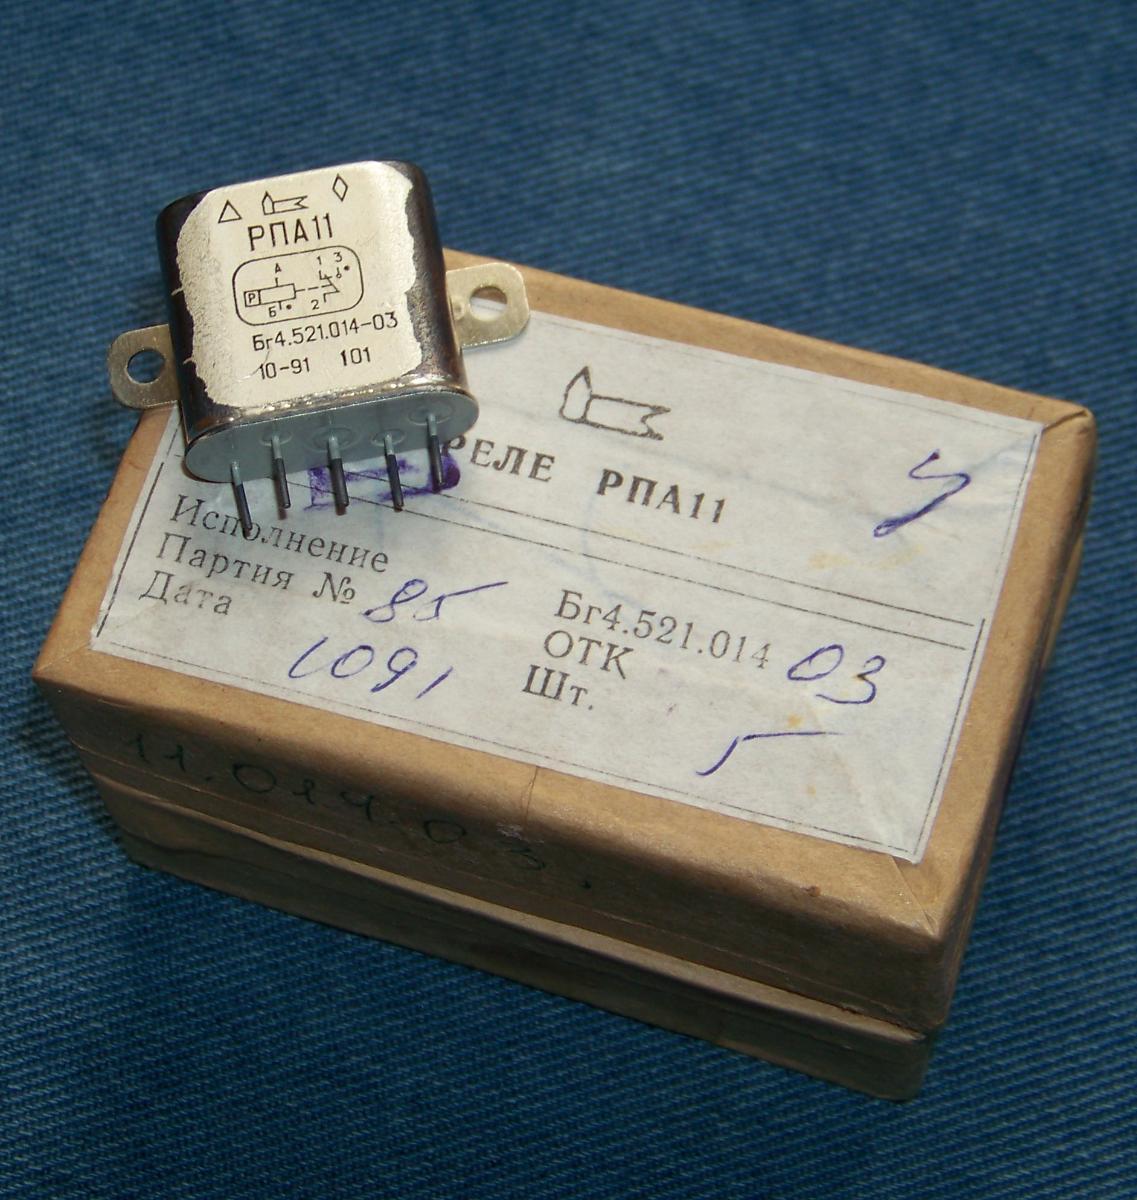 РПА11
А 1 3
Р
Б 2
Бг4.521.014-03
10-91 101
РЕЛЕ РПА11
У
Исполнение Бг4.521.014 03
Партия № 85 ОТК
Дата 1091 Шт. 5
11.014.03.